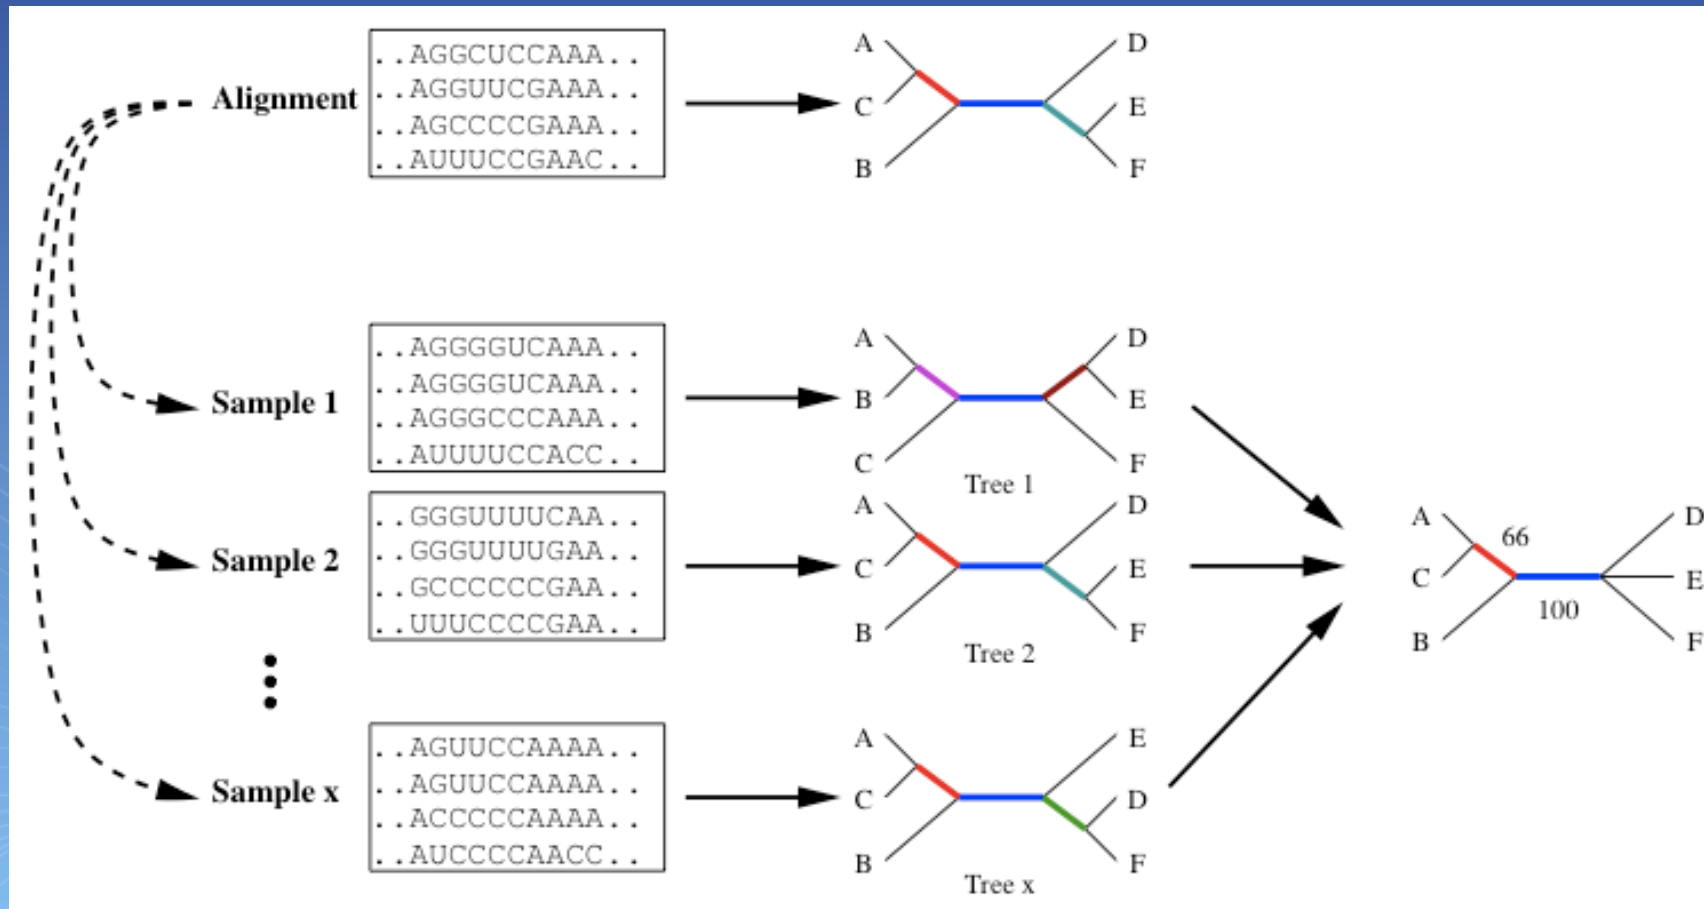 Alignment
..AGGCUCCAAA..
..AGGUUCGAAA..
..AGCCCCGAAA..
..AUUUCCGAAC..
A
C
B
D
E
F
Sample 1
..AGGGGUCAAA..
..AGGGGUCAAA..
..AGGGCCCAAA..
..AUUUUCCACC..
A
B
C
D
E
F
Tree 1
Sample 2
..GGGUUUUCAA..
..GGGUUUUGAA..
..GCCCCCCGAA..
..UUUCCCCGAA..
A
C
B
D
E
F
Tree 2
Sample x
..AGUUCCAAAA..
..AGUUCCAAAA..
..ACCCCCAAAA..
..AUCCCCAACC..
A
C
B
E
D
F
Tree x
A
C
B
66
100
D
E
F